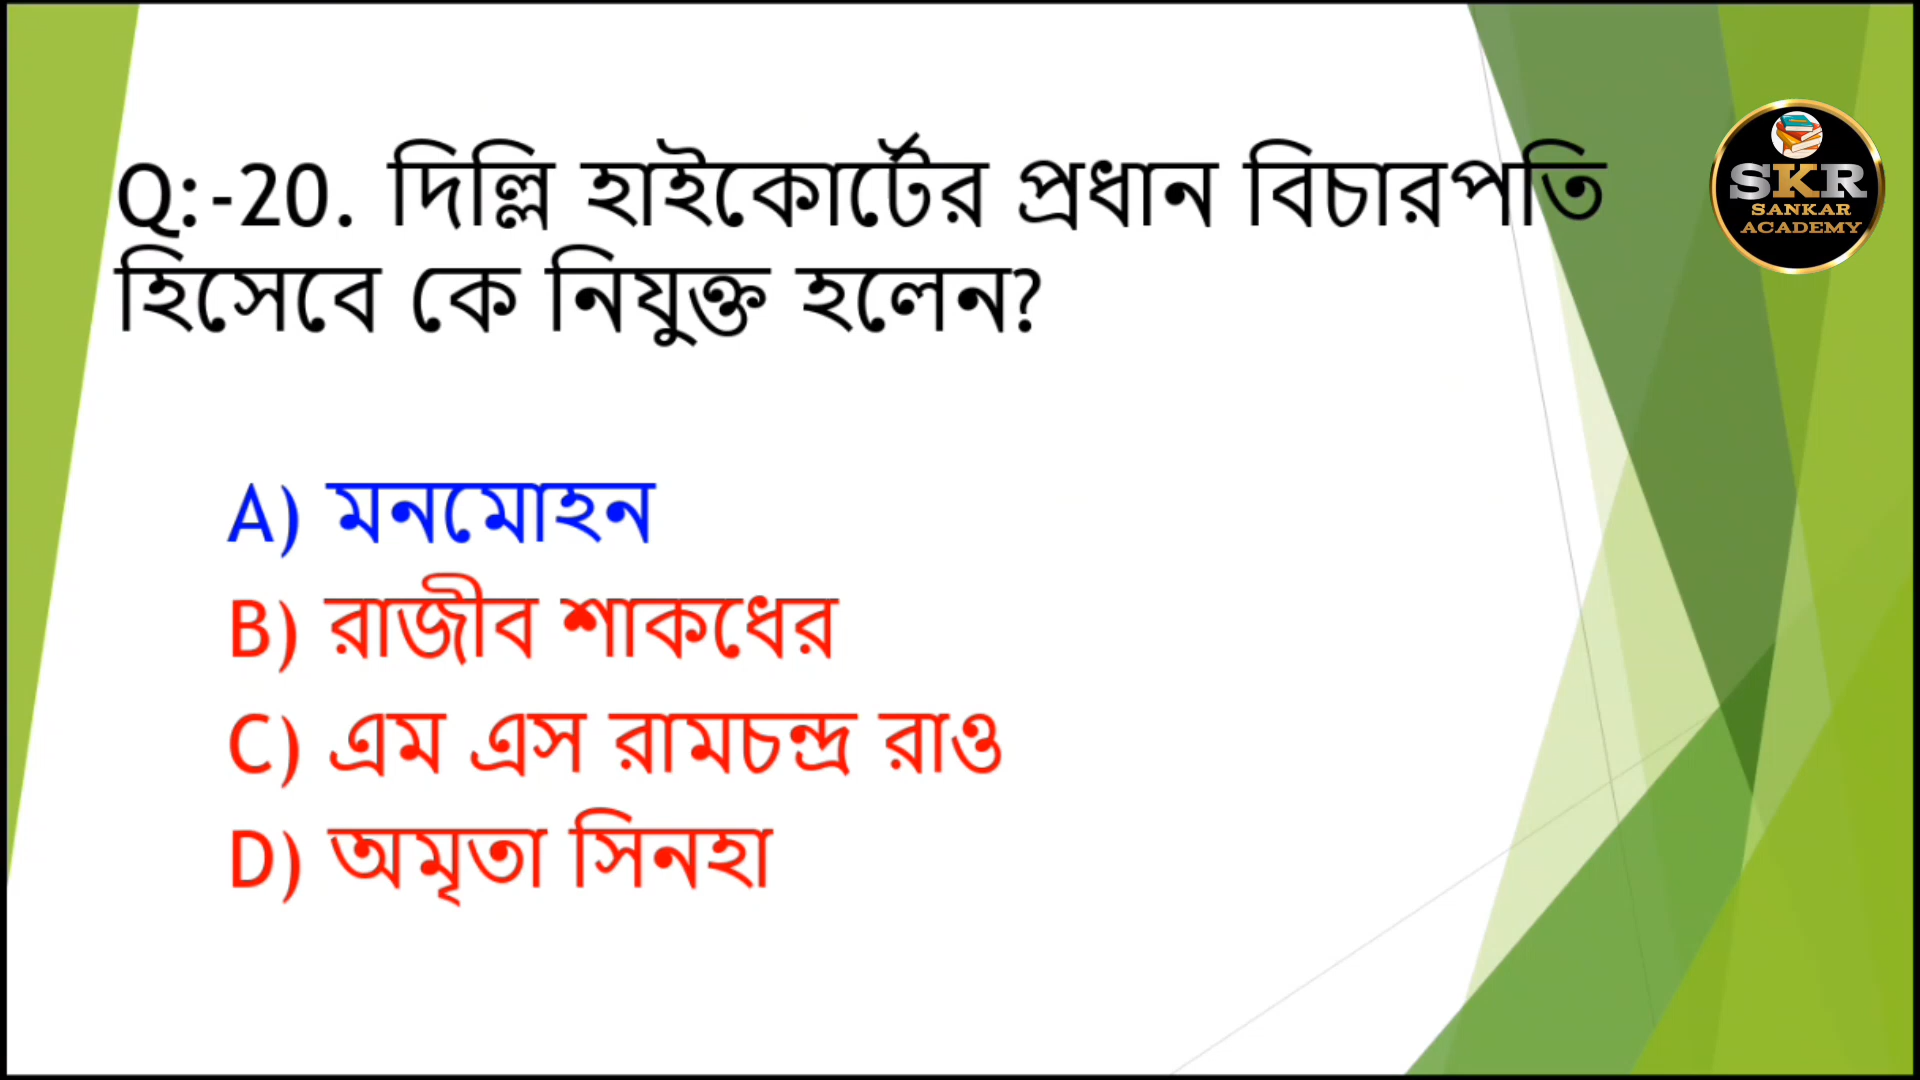 Q:-20. দিল্লি হাইকোর্টের প্রধান বিচারপতি
হিসেবে কে নিযুক্ত হলেন?
A) মনমোহন
B) রাজীব শাকধের
C) এম এস রামচন্দ্র রাও
D) অমৃতা সিনহা
SKR
SANKAR
ACADEMY